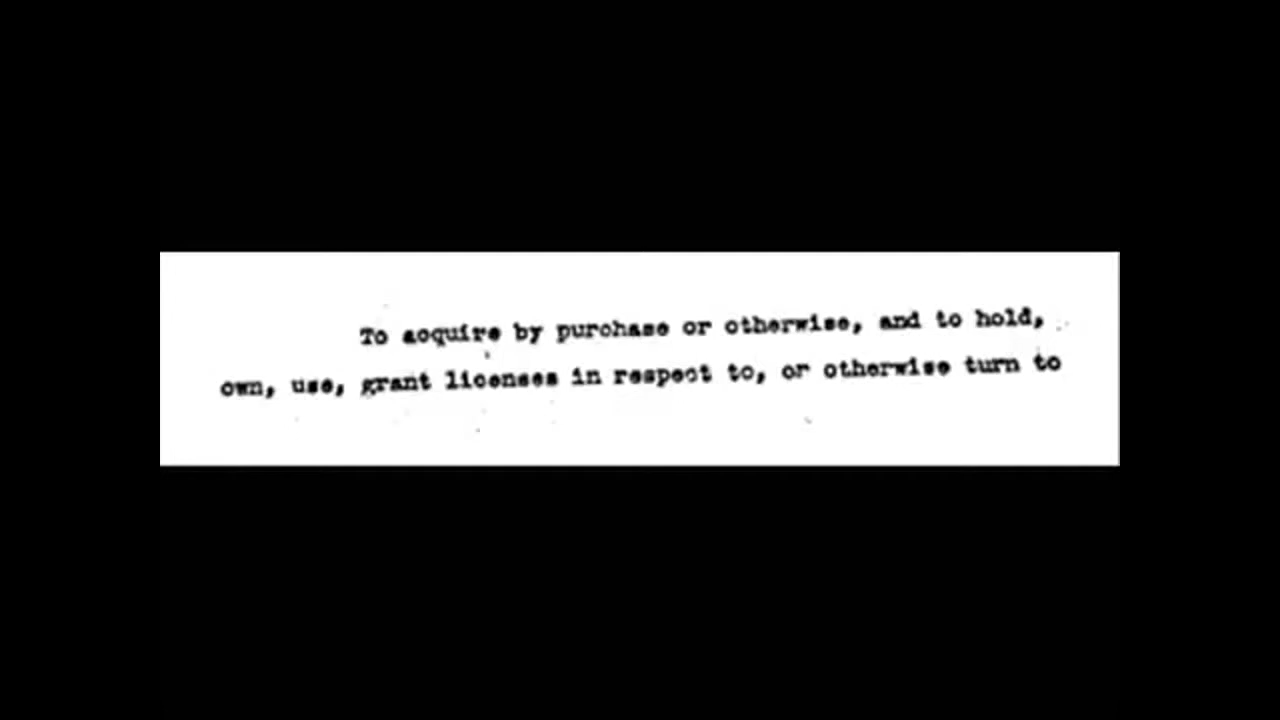 To acquire by purchase or otherwise, and to hold,
own, use, grant licenses in respect to, or otherwise turn to